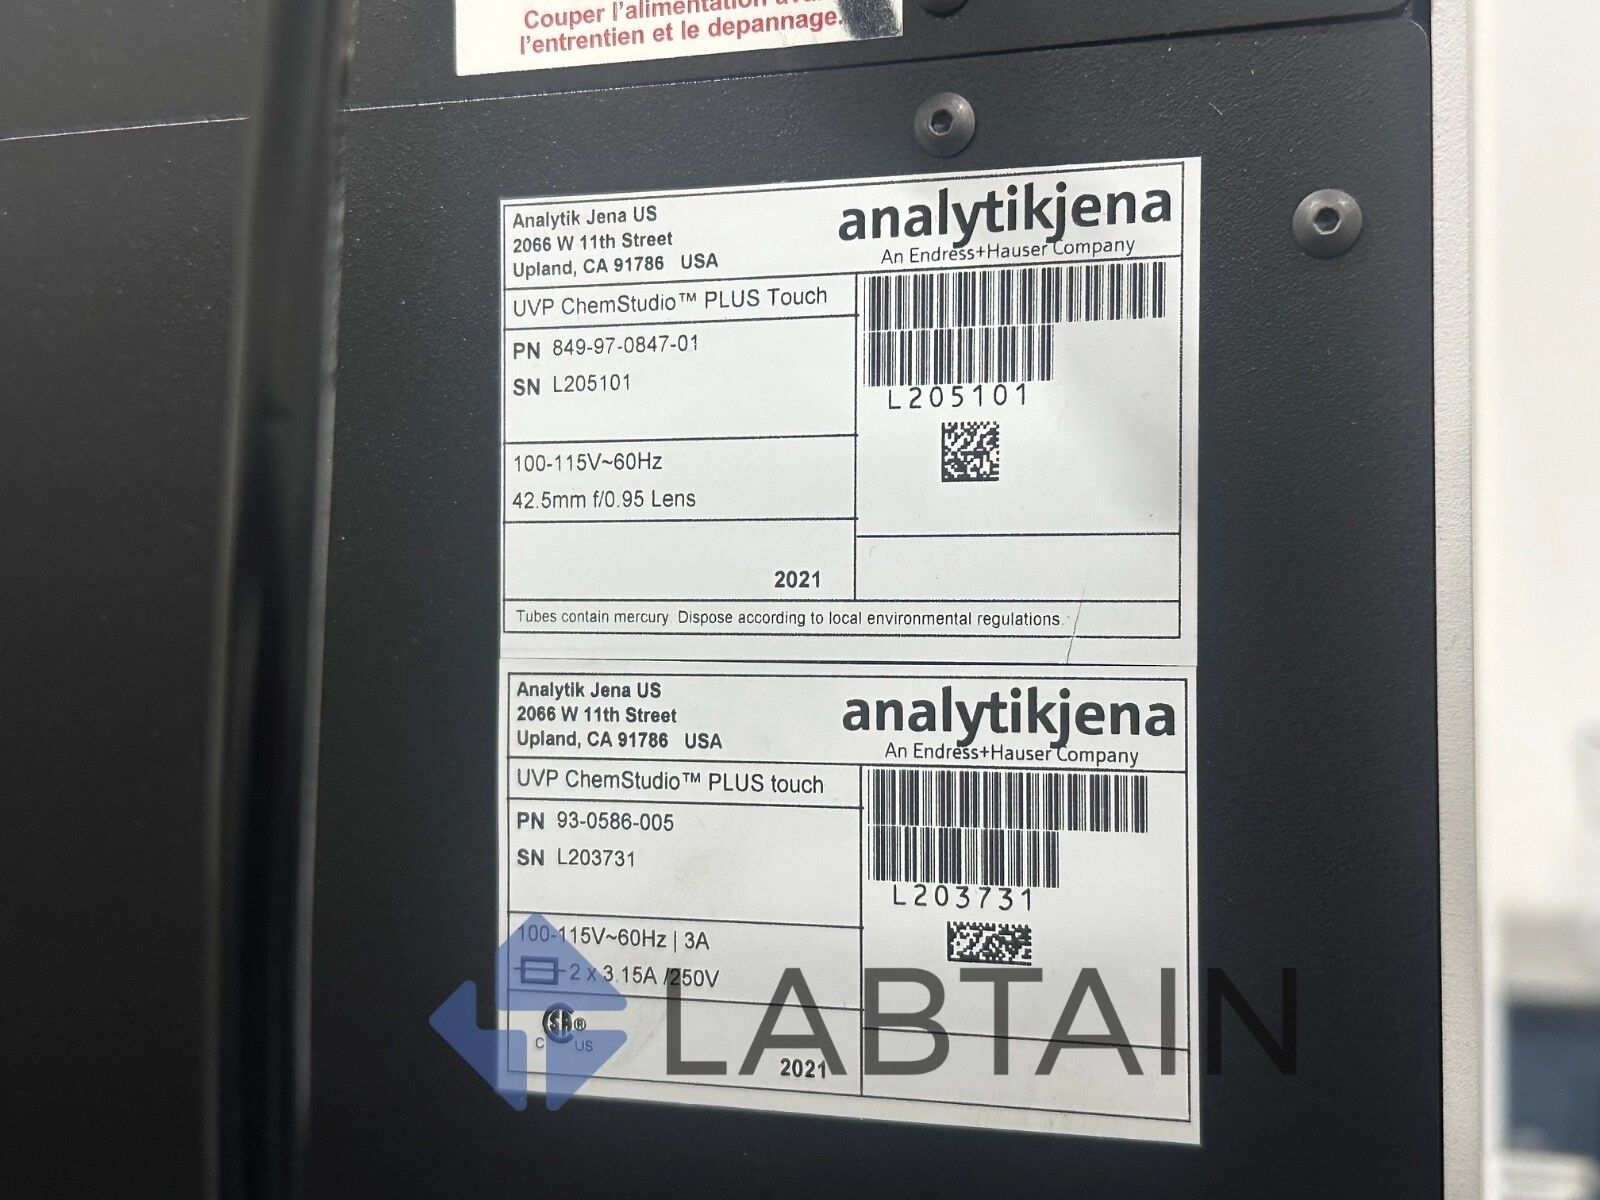 Couper l'alimentation
l'entretien et le depannage.
Analytik Jena US
2066 W 11th Street
Upland, CA 91786 USA
analytikjena
An Endress+Hauser Company
UVP ChemStudio™ PLUS Touch
PN 849-97-0847-01
SN L205101
L205101
100-115V~60Hz
42.5mm f/0.95 Lens
2021
Tubes contain mercury. Dispose according to local environmental regulations.
Analytik Jena US
2066 W 11th Street
Upland, CA 91786 USA
analytikjena
An Endress+Hauser Company
UVP ChemStudio™ PLUS touch
PN 93-0586-005
SN L203731
L203731
100-115V~60Hz | 3A
2 x 3.15A /250V
SA®
C US
2021
LABTAIN